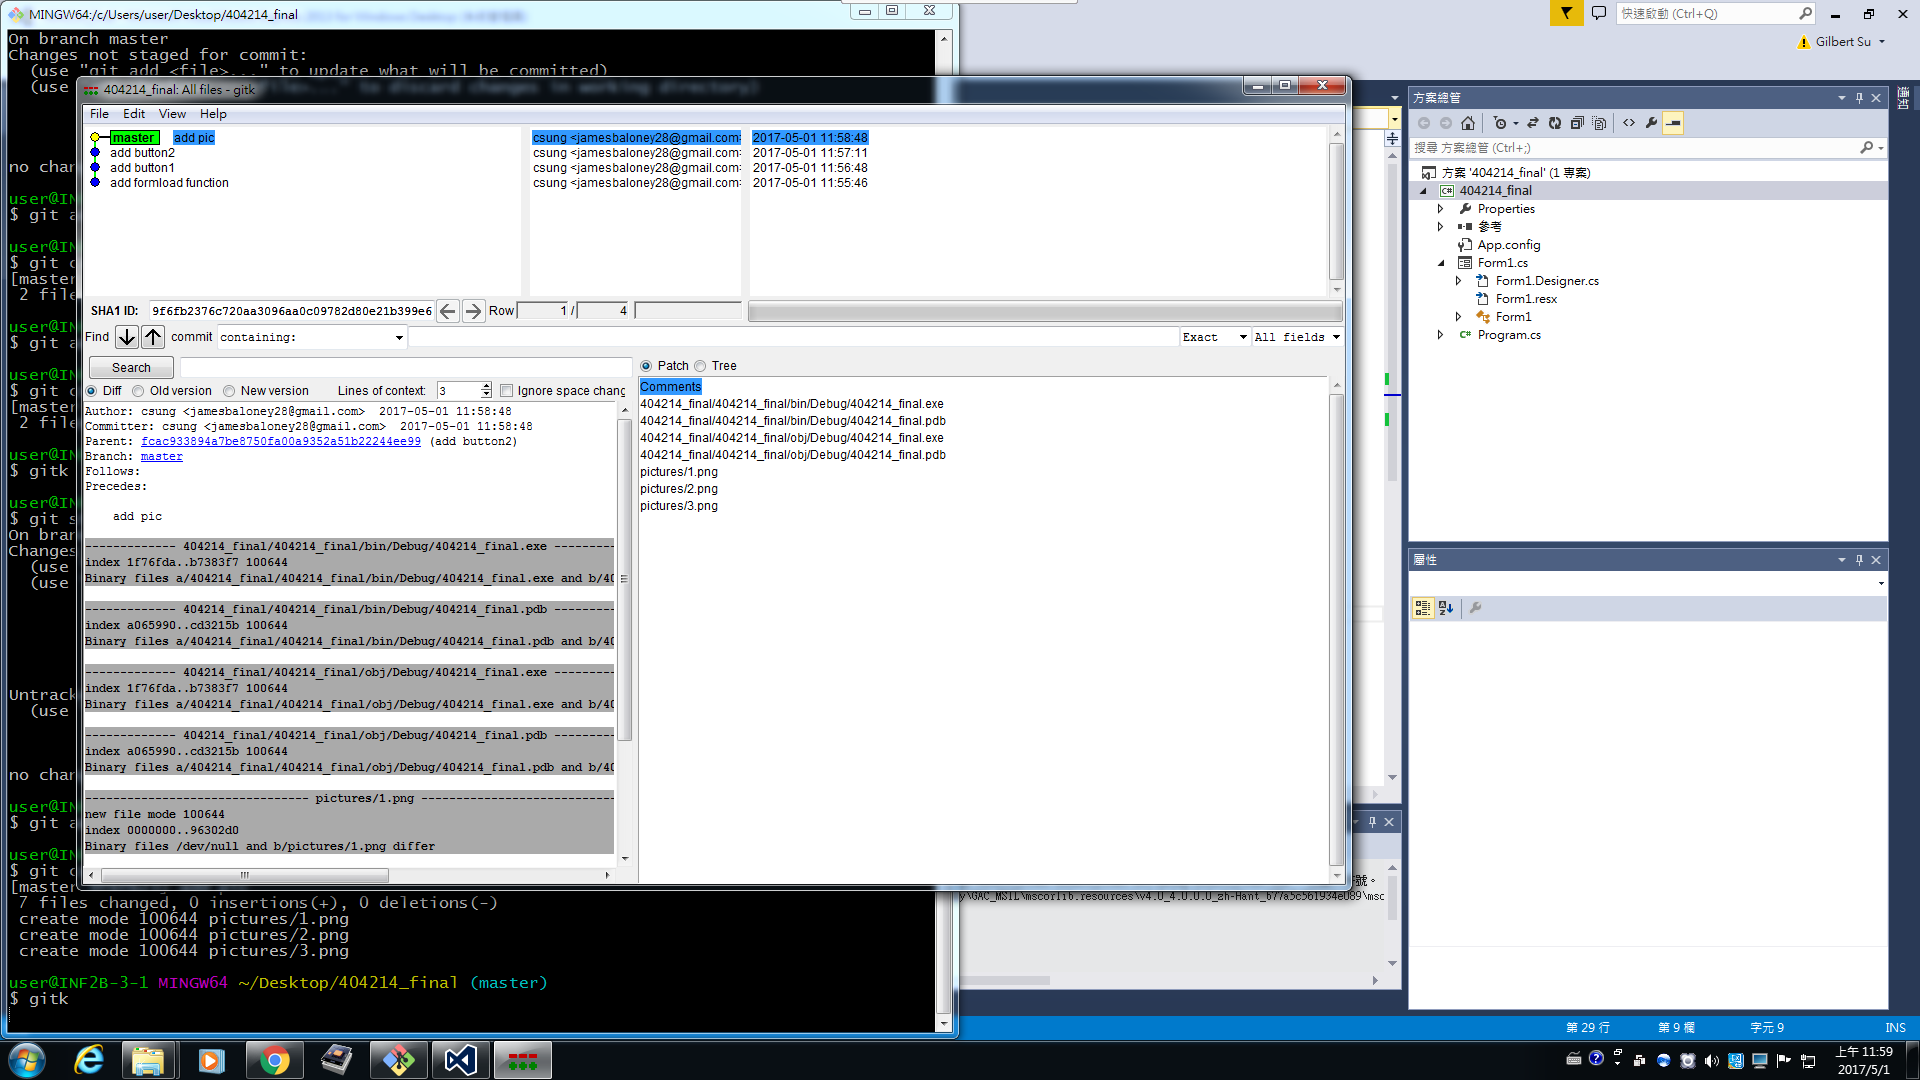 MINGW64:/c/Users/user/Desktop/404214_final
On branch master
Changes not staged for commit:
(use "git add <file>..." to update what will be committed)
(use
to discard changes in working directory)
404214_final: All files - gitk
File Edit View Help
master add pic csung <jamesbaloney28@gmail.com> 2017-05-01 11:58:48
add button2 csung <jamesbaloney28@gmail.com> 2017-05-01 11:57:11
add button1 csung <jamesbaloney28@gmail.com> 2017-05-01 11:56:48
add formload function csung <jamesbaloney28@gmail.com> 2017-05-01 11:55:46
SHA1 ID: 9f6fb2376c720aa3096aa0c09782d80e21b399e6 Row 1 / 4
Find commit containing: Exact All fields
Search
Patch Tree
Diff Old version New version Lines of context: 3 Ignore space chang
Author: csung <jamesbaloney28@gmail.com> 2017-05-01 11:58:48
Committer: csung <jamesbaloney28@gmail.com> 2017-05-01 11:58:48
Parent: fcac933894a7be8750fa00a9352a51b22244ee99 (add button2)
Branch: master
Follows:
Precedes:
add pic
------------- 404214_final/404214_final/bin/Debug/404214_final.exe ---------
index 1f76fda..b7383f7 100644
Binary files a/404214_final/404214_final/bin/Debug/404214_final.exe and b/40
------------- 404214_final/404214_final/bin/Debug/404214_final.pdb ---------
index a065990..cd3215b 100644
Binary files a/404214_final/404214_final/bin/Debug/404214_final.pdb and b/40
------------- 404214_final/404214_final/obj/Debug/404214_final.exe ---------
index 1f76fda..b7383f7 100644
Binary files a/404214_final/404214_final/obj/Debug/404214_final.exe and b/40
------------- 404214_final/404214_final/obj/Debug/404214_final.pdb ---------
index a065990..cd3215b 100644
Binary files a/404214_final/404214_final/obj/Debug/404214_final.pdb and b/40
-------------------------------- pictures/1.png ----------------------------
new file mode 100644
index 0000000..96302d0
Binary files /dev/null and b/pictures/1.png differ
Comments
404214_final/404214_final/bin/Debug/404214_final.exe
404214_final/404214_final/bin/Debug/404214_final.pdb
404214_final/404214_final/obj/Debug/404214_final.exe
404214_final/404214_final/obj/Debug/404214_final.pdb
pictures/1.png
pictures/2.png
pictures/3.png
no chan
user@IN
$ git a
user@IN
$ git c
[master
2 file
user@IN
$ git a
user@IN
$ git c
[master
2 file
user@IN
$ gitk
user@IN
$ git s
On bran
Changes
(use
(use
Untrack
(use
no chan
user@IN
$ git a
user@IN
$ git c
[master
7 files changed, 0 insertions(+), 0 deletions(-)
create mode 100644 pictures/1.png
create mode 100644 pictures/2.png
create mode 100644 pictures/3.png
user@INF2B-3-1 MINGW64 ~/Desktop/404214_final (master)
$ gitk
快速啟動 (Ctrl+Q)
Gilbert Su
方案總管
搜尋 方案總管 (Ctrl+;)
方案 '404214_final' (1 專案)
404214_final
Properties
參考
App.config
Form1.cs
Form1.Designer.cs
Form1.resx
Form1
Program.cs
屬性
號。
y\GAC_MSIL\mscorlib.resources\v4.0_4.0.0.0_zh-Hant_b77a5c561934e089\msc
第 29 行 第 9 欄 字元 9 INS
上午 11:59
2017/5/1